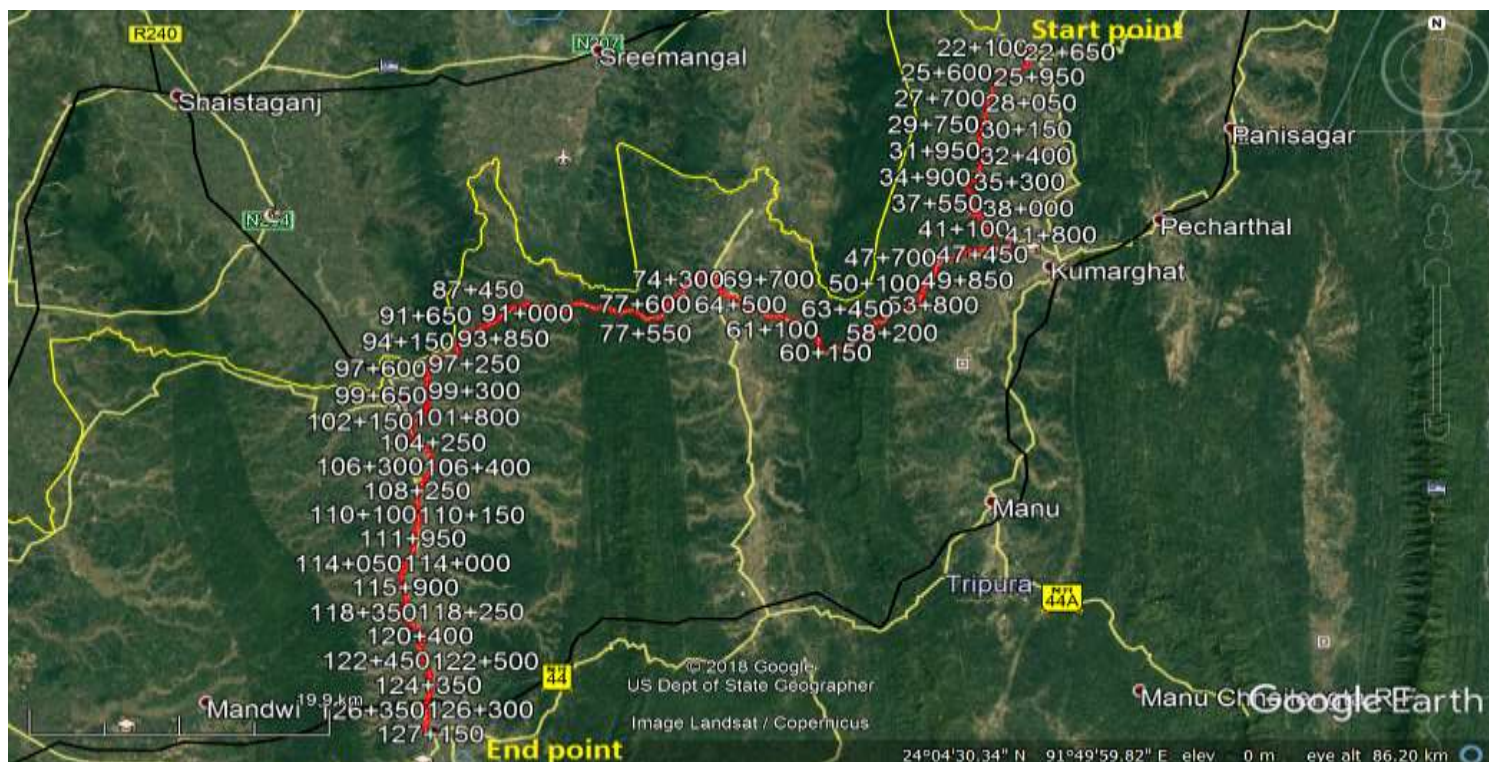 R240
Start point
N207
Sreemangal
22+100 22+650
25+600 25+950
Shaistaganj
27+700 28+050
29+750 30+150
Panisagar
31+950 32+400
34+900 35+300
37+550 38+000
N204
Pecharthal
41+100 41+800
47+700 47+450
Kumarghat
50+100 49+850
74+300 69+700
87+450
77+600 64+500 63+450 53+800
91+650 91+000
77+550 61+100 58+200
94+150 93+850
60+150
97+600 97+250
99+650 99+300
102+150 101+800
104+250
106+300 106+400
108+250
Manu
110+100 110+150
111+950
114+050 114+000
115+900
Tripura
44A
118+350 118+250
120+400
122+450 122+500
© 2018 Google
44
124+350
US Dept of State Geographer
Manu
Google Earth
19.9 km
Mandwi
126+350 126+300
Image Landsat / Copernicus
127+150
End point
24°04'30.34" N 91°49'59.82" E elev 0 m eye alt 86.20 km
N